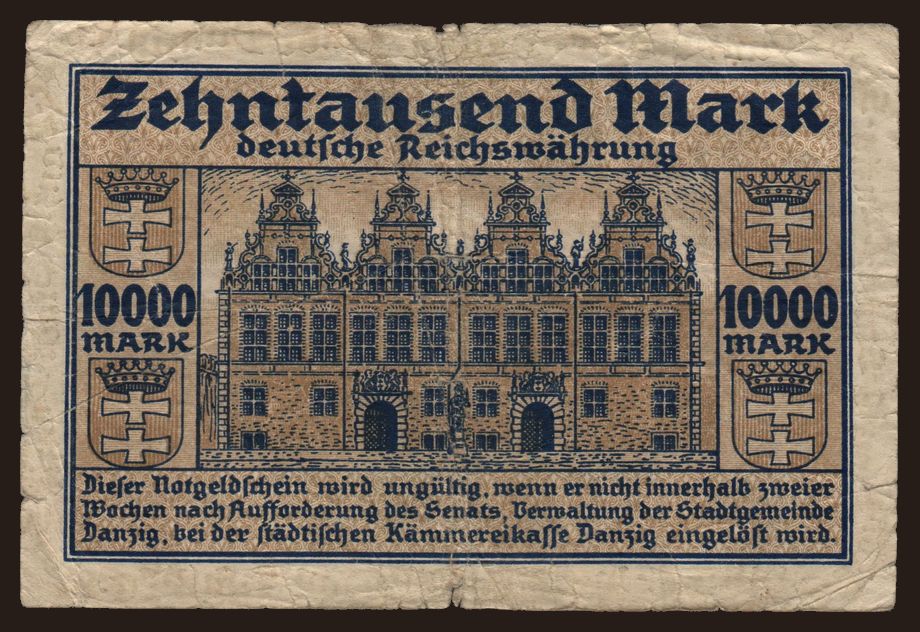 Zehntausend Mark
deutsche Reichswährung
10000
MARK
10000
MARK
Dieser Notgeldschein wird ungültig, wenn er nicht innerhalb zweier
Wochen nach Aufforderung des Senats, Verwaltung der Stadtgemeinde
Danzig, bei der städtischen Kämmereikasse Danzig eingelöst wird.